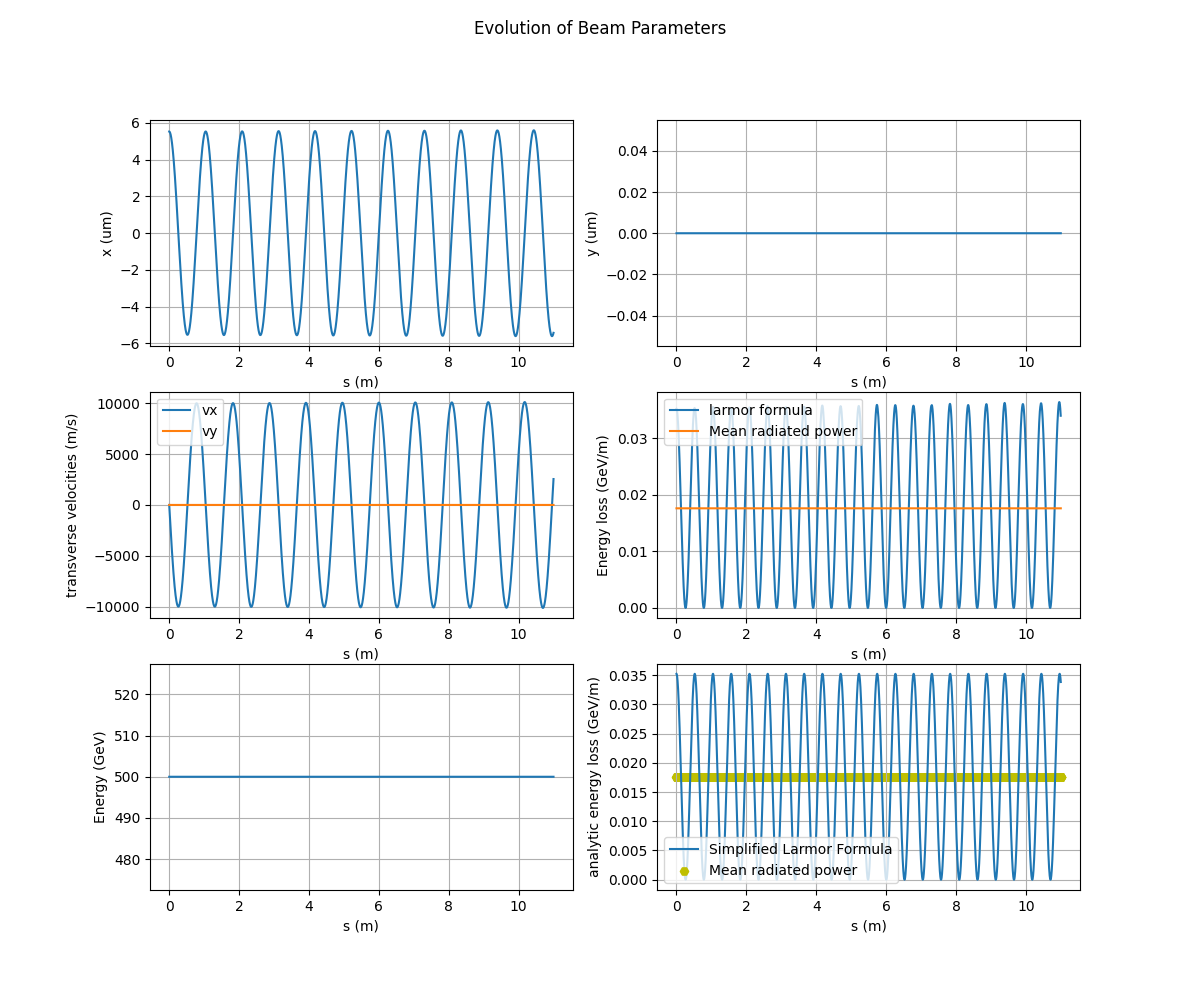 Evolution of Beam Parameters
x (um)
6
4
2
0
−2
−4
−6
0 2 4 6 8 10
s (m)
y (um)
0.04
0.02
0.00
−0.02
−0.04
0 2 4 6 8 10
s (m)
transverse velocities (m/s)
10000
5000
0
−5000
−10000
vx
vy
0 2 4 6 8 10
s (m)
Energy loss (GeV/m)
0.03
0.02
0.01
0.00
larmor formula
Mean radiated power
0 2 4 6 8 10
s (m)
Energy (GeV)
520
510
500
490
480
0 2 4 6 8 10
s (m)
analytic energy loss (GeV/m)
0.035
0.030
0.025
0.020
0.015
0.010
0.005
0.000
Simplified Larmor Formula
Mean radiated power
0 2 4 6 8 10
s (m)